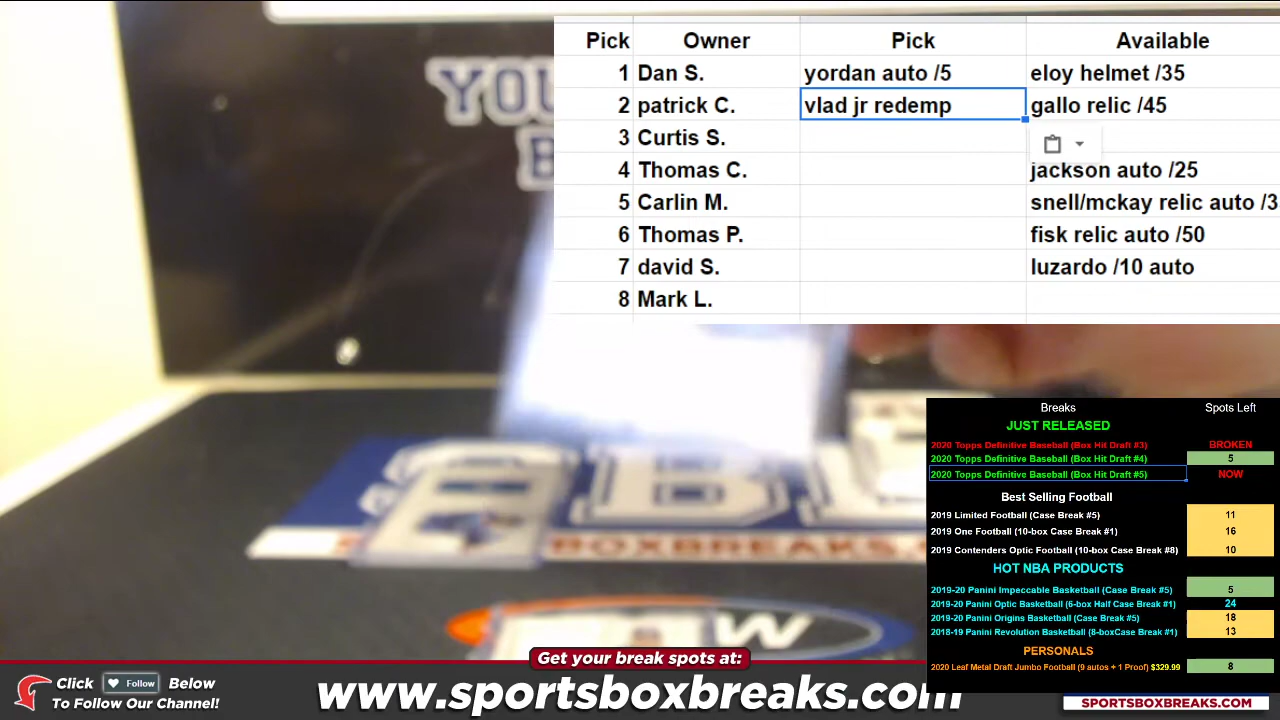 Pick Owner Pick Available
1 Dan S. yordan auto /5 eloy helmet /35
2 patrick C. vlad jr redemp gallo relic /45
3 Curtis S.
4 Thomas C. jackson auto /25
5 Carlin M. snell/mckay relic auto /3
6 Thomas P. fisk relic auto /50
7 david S. luzardo /10 auto
8 Mark L.
YOU
B
BOXBREAKS.
W
Breaks Spots Left
JUST RELEASED
2020 Topps Definitive Baseball (Box Hit Draft #3) BROKEN
2020 Topps Definitive Baseball (Box Hit Draft #4) 5
2020 Topps Definitive Baseball (Box Hit Draft #5) NOW
Best Selling Football
2019 Limited Football (Case Break #5) 11
2019 One Football (10-box Case Break #1) 16
2019 Contenders Optic Football (10-box Case Break #8) 10
HOT NBA PRODUCTS
2019-20 Panini Impeccable Basketball (Case Break #5) 5
2019-20 Panini Optic Basketball (6-box Half Case Break #1) 24
2019-20 Panini Origins Basketball (Case Break #5) 18
2018-19 Panini Revolution Basketball (8-boxCase Break #1) 13
PERSONALS
2020 Leaf Metal Draft Jumbo Football (9 autos + 1 Proof) $329.99 8
Get your break spots at:
Click Follow Below
To Follow Our Channel!
www.sportsboxbreaks.com
SPORTSBOXBREAKS.COM